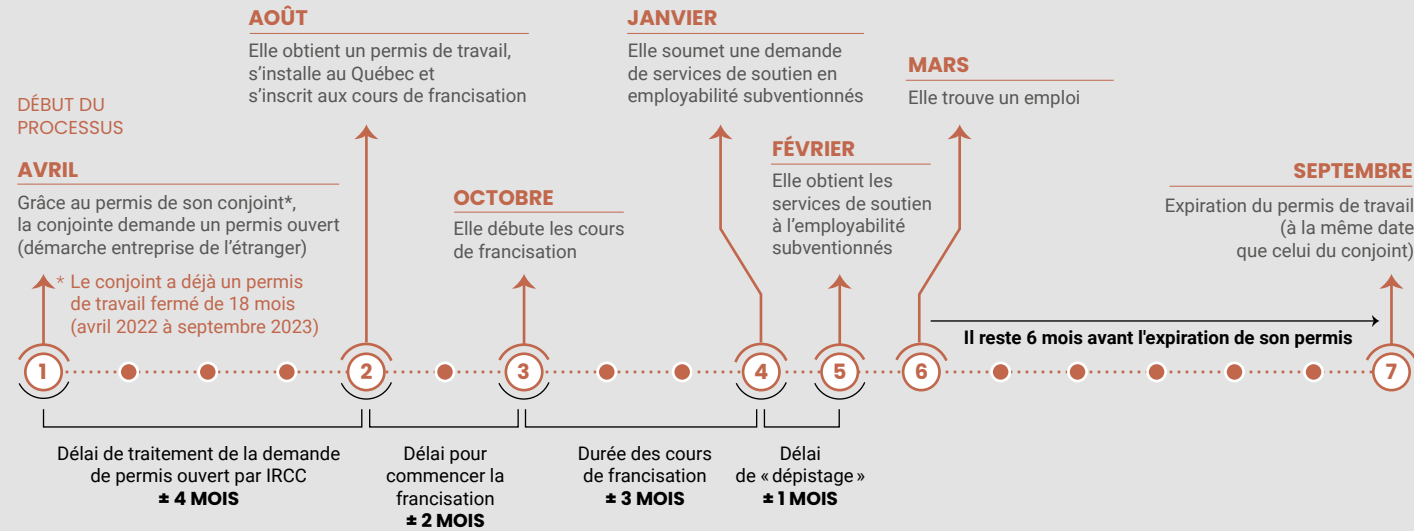 DÉBUT DU
PROCESSUS
AVRIL
Grâce au permis de son conjoint*,
la conjointe demande un permis ouvert
(démarche entreprise de l’étranger)
* Le conjoint a déjà un permis
de travail fermé de 18 mois
(avril 2022 à septembre 2023)
AOÛT
Elle obtient un permis de travail,
s’installe au Québec et
s’inscrit aux cours de francisation
OCTOBRE
Elle débute les cours
de francisation
JANVIER
Elle soumet une demande
de services de soutien en
employabilité subventionnés
FÉVRIER
Elle obtient les
services de soutien
à l’employabilité
subventionnés
MARS
Elle trouve un emploi
SEPTEMBRE
Expiration du permis de travail
(à la même date
que celui du conjoint)
Il reste 6 mois avant l'expiration de son permis
1
2
3
4
5
6
7
Délai de traitement de la demande
de permis ouvert par IRCC
± 4 MOIS
Délai pour
commencer la
francisation
± 2 MOIS
Durée des cours
de francisation
± 3 MOIS
Délai
de « dépistage »
± 1 MOIS